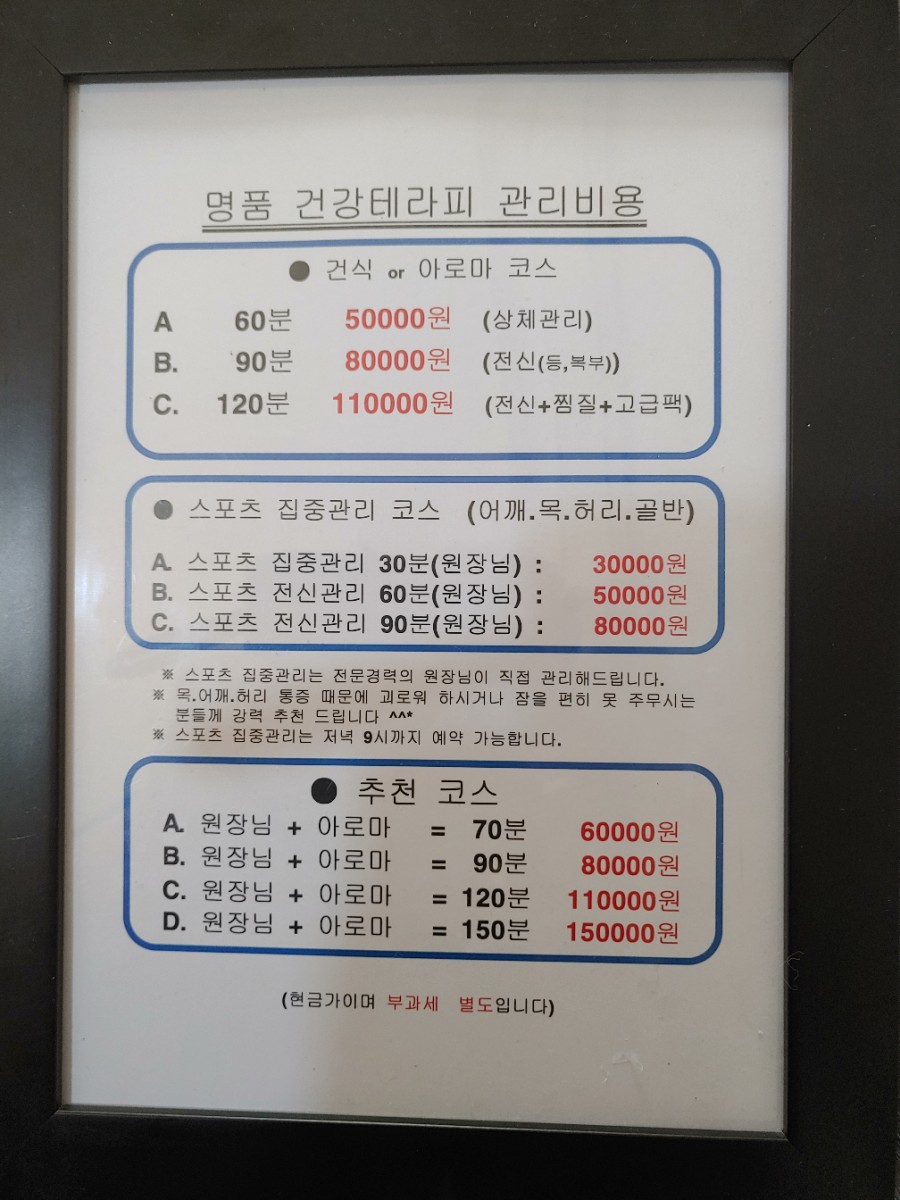 명품 건강테라피 관리비용
● 건식 or 아로마 코스
A 60분 50000원 (상체관리)
B. 90분 80000원 (전신(등,복부))
C. 120분 110000원 (전신+찜질+고급팩)
● 스포츠 집중관리 코스 (어깨.목.허리.골반)
A. 스포츠 집중관리 30분(원장님) : 30000원
B. 스포츠 전신관리 60분(원장님) : 50000원
C. 스포츠 전신관리 90분(원장님) : 80000원
※ 스포츠 집중관리는 전문경력의 원장님이 직접 관리해드립니다.
※ 목.어깨.허리 통증 때문에 괴로워 하시거나 잠을 편히 못 주무시는
분들께 강력 추천 드립니다 ^^*
※ 스포츠 집중관리는 저녁 9시까지 예약 가능합니다.
● 추천 코스
A. 원장님 + 아로마 = 70분 60000원
B. 원장님 + 아로마 = 90분 80000원
C. 원장님 + 아로마 = 120분 110000원
D. 원장님 + 아로마 = 150분 150000원
(현금가이며 부과세 별도입니다)